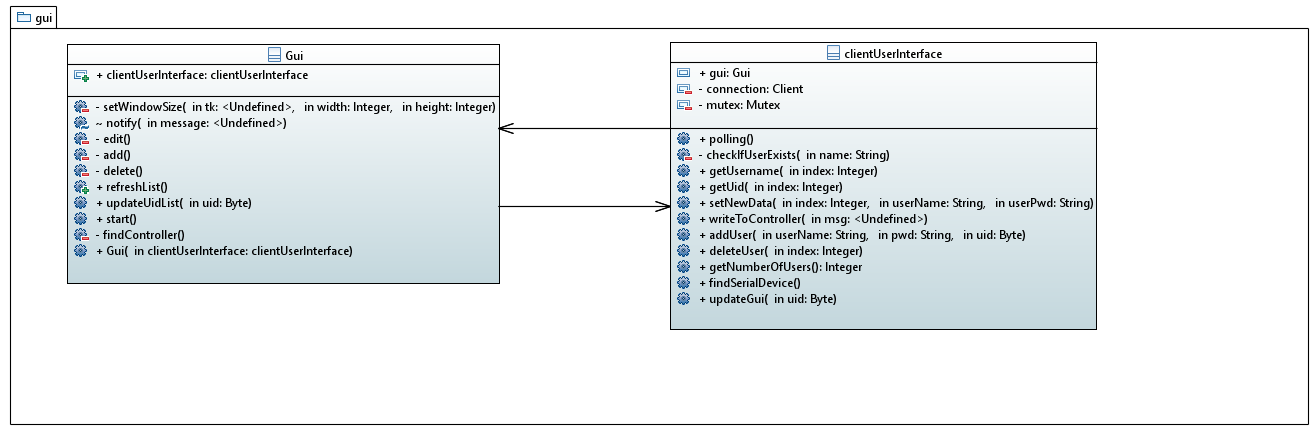 gui
Gui
+ clientUserInterface: clientUserInterface
- setWindowSize( in tk: <Undefined>, in width: Integer, in height: Integer)
~ notify( in message: <Undefined>)
- edit()
- add()
- delete()
+ refreshList()
+ updateUidList( in uid: Byte)
+ start()
- findController()
+ Gui( in clientUserInterface: clientUserInterface)
clientUserInterface
+ gui: Gui
- connection: Client
- mutex: Mutex
+ polling()
- checkIfUserExists( in name: String)
+ getUsername( in index: Integer)
+ getUid( in index: Integer)
+ setNewData( in index: Integer, in userName: String, in userPwd: String)
+ writeToController( in msg: <Undefined>)
+ addUser( in userName: String, in pwd: String, in uid: Byte)
+ deleteUser( in index: Integer)
+ getNumberOfUsers(): Integer
+ findSerialDevice()
+ updateGui( in uid: Byte)